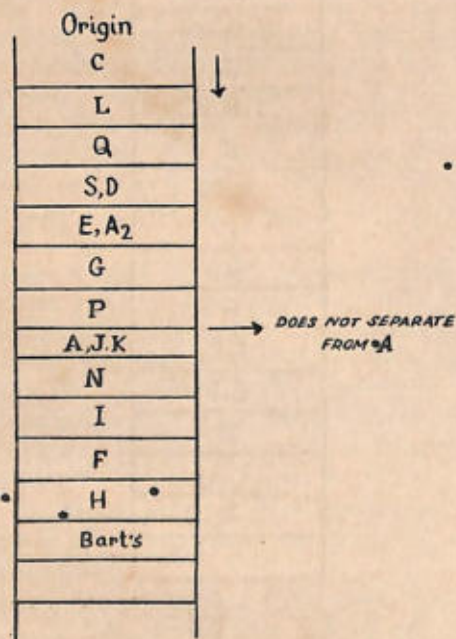 Origin
C
L
Q
S,D
E, A2
G
P
DOES NOT SEPARATE
FROM A
A,J.K
N
I
F
H
Bart's